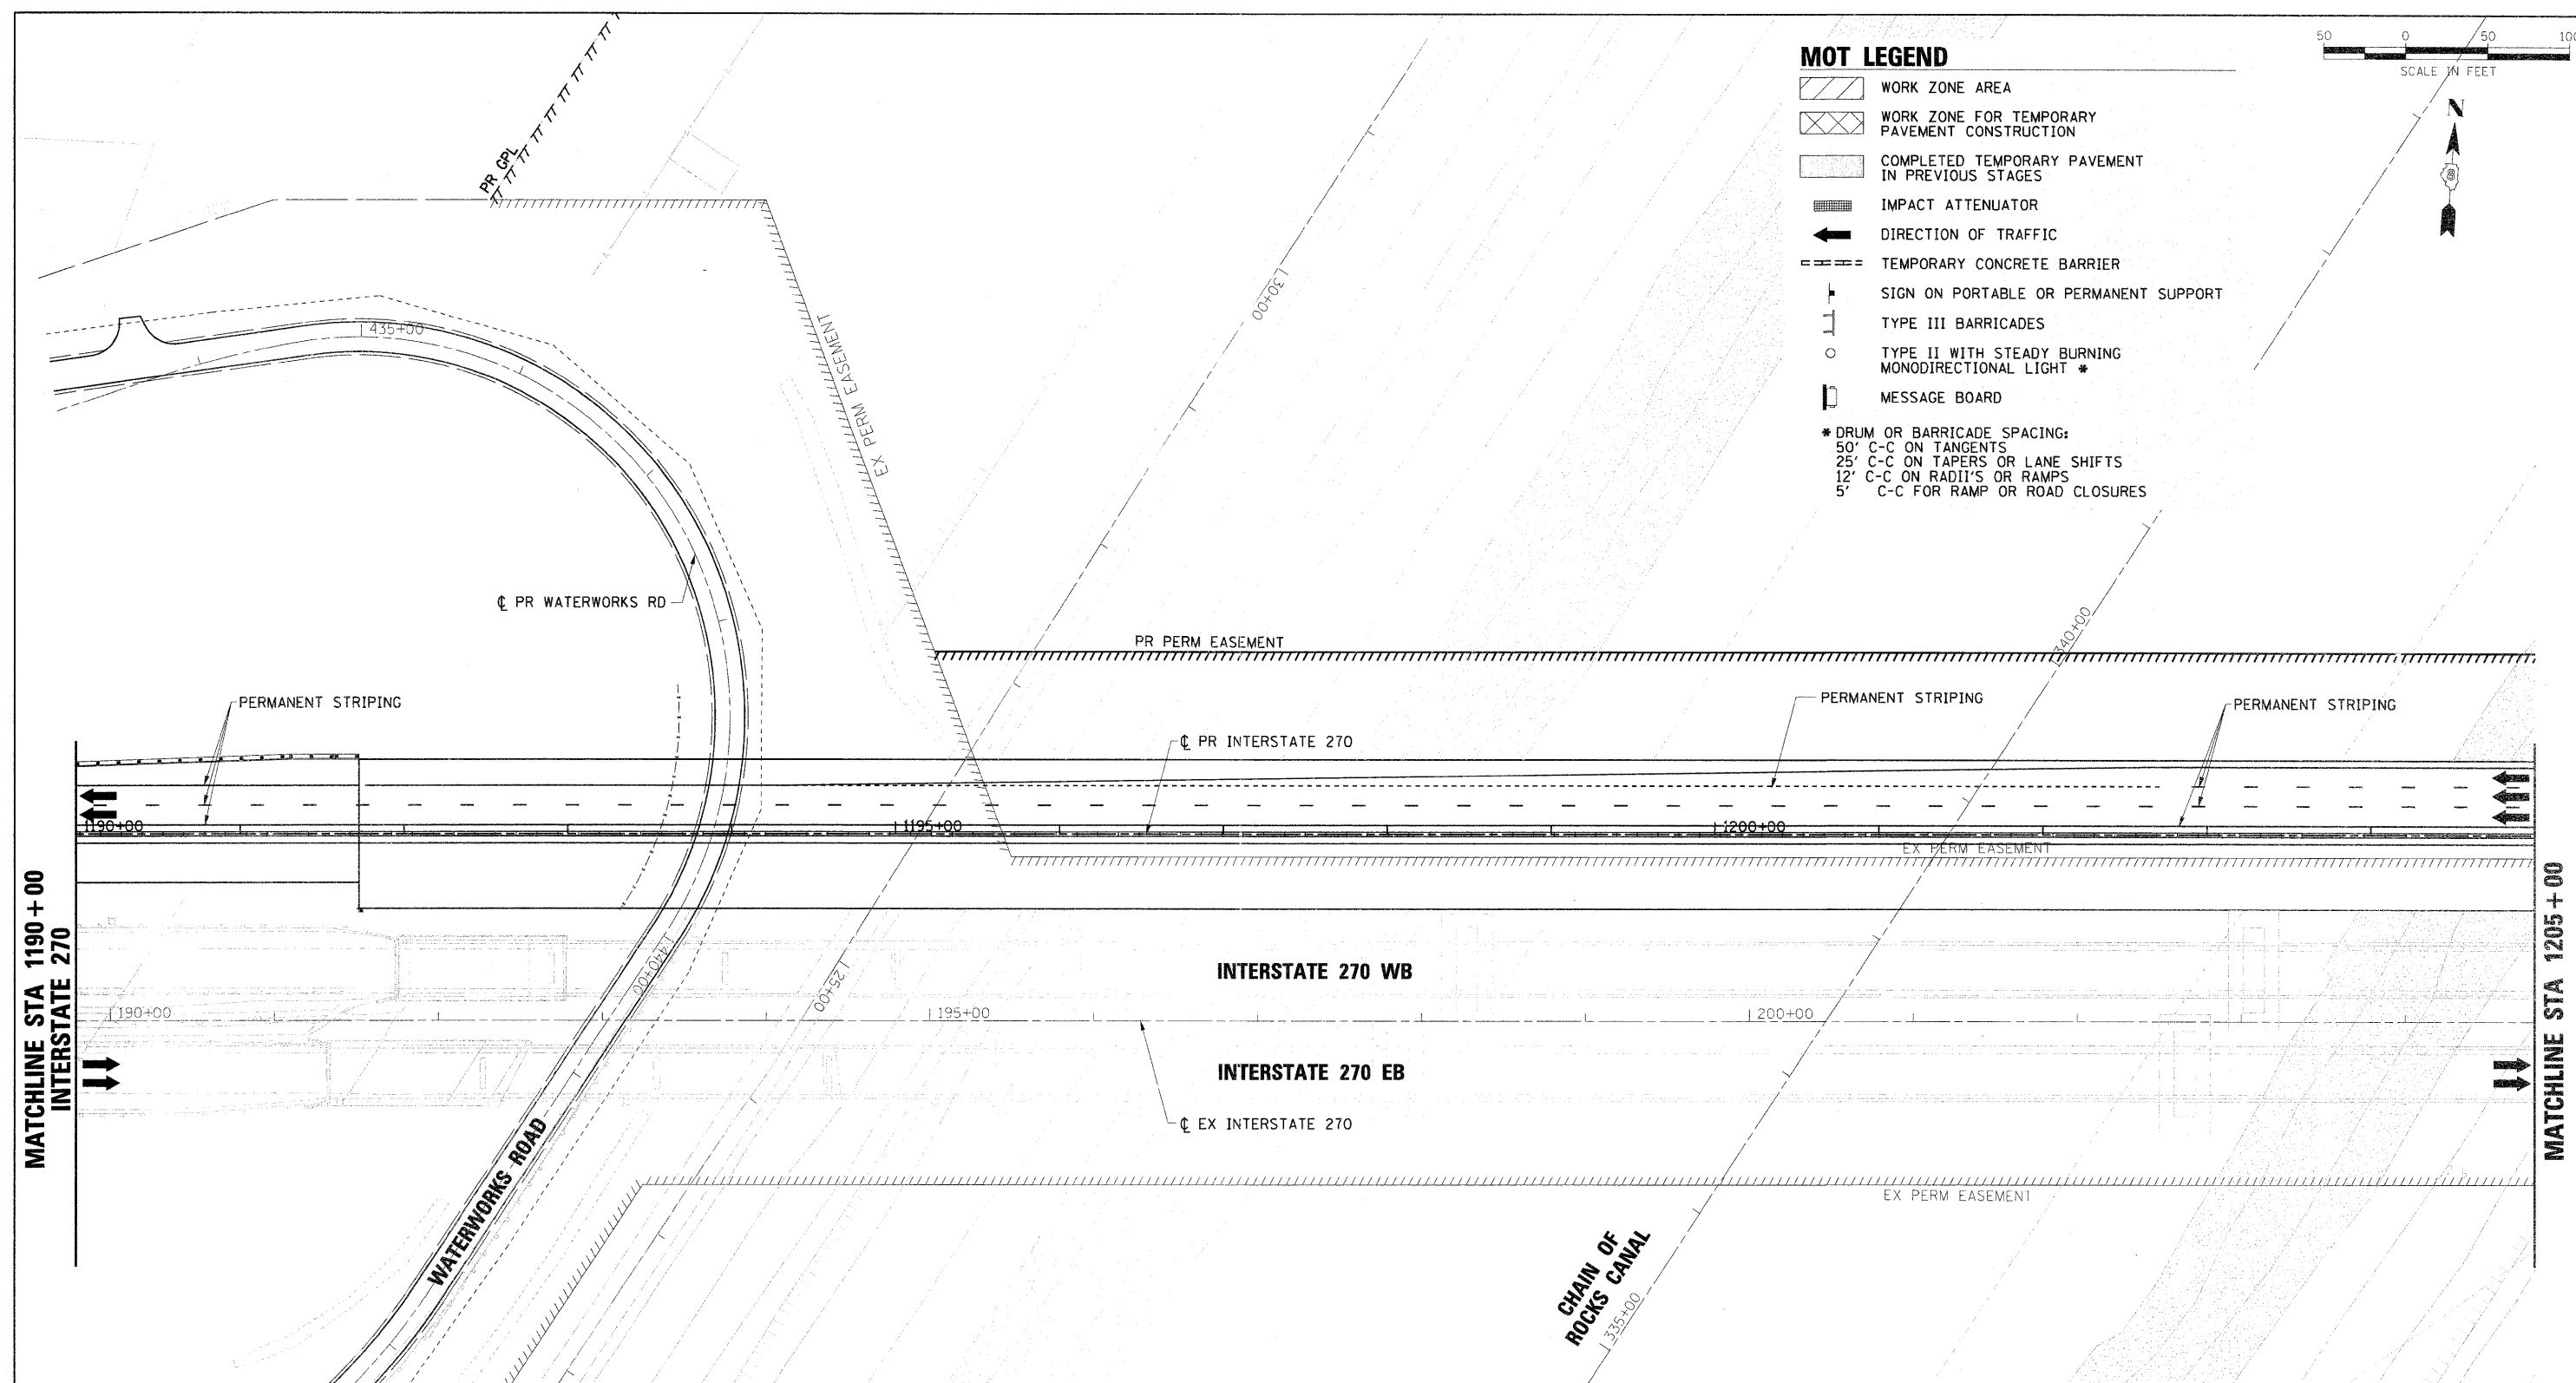 MOT LEGEND
WORK ZONE AREA
WORK ZONE FOR TEMPORARY
PAVEMENT CONSTRUCTION
COMPLETED TEMPORARY PAVEMENT
IN PREVIOUS STAGES
IMPACT ATTENUATOR
DIRECTION OF TRAFFIC
TEMPORARY CONCRETE BARRIER
SIGN ON PORTABLE OR PERMANENT SUPPORT
TYPE III BARRICADES
TYPE II WITH STEADY BURNING
MONODIRECTIONAL LIGHT *
MESSAGE BOARD
* DRUM OR BARRICADE SPACING:
50' C-C ON TANGENTS
25' C-C ON TAPERS OR LANE SHIFTS
12' C-C ON RADII'S OR RAMPS
5' C-C FOR RAMP OR ROAD CLOSURES
50 0 50 100
SCALE IN FEET
N
PR GPL
435+00
EX PERM EASEMENT
130+00
℄ PR WATERWORKS RD
PR PERM EASEMENT
340+00
PERMANENT STRIPING
PERMANENT STRIPING
PERMANENT STRIPING
℄ PR INTERSTATE 270
1190+00
1195+00
1200+00
EX PERM EASEMENT
MATCHLINE STA 1190+00
INTERSTATE 270
MATCHLINE STA 1205+00
440+00
125+00
INTERSTATE 270 WB
190+00
195+00
200+00
INTERSTATE 270 EB
℄ EX INTERSTATE 270
WATERWORKS ROAD
EX PERM EASEMENT
CHAIN OF
ROCKS CANAL
335+00